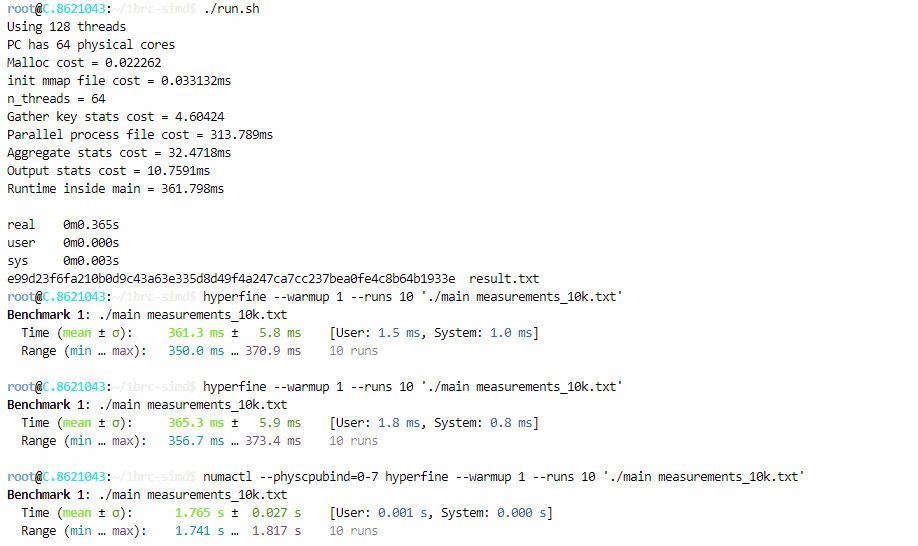 root@C.8621043:~/1brc-simd$ ./run.sh
Using 128 threads
PC has 64 physical cores
Malloc cost = 0.022262
init mmap file cost = 0.033132ms
n_threads = 64
Gather key stats cost = 4.60424
Parallel process file cost = 313.789ms
Aggregate stats cost = 32.4718ms
Output stats cost = 10.7591ms
Runtime inside main = 361.798ms
real 0m0.365s
user 0m0.000s
sys 0m0.003s
e99d23f6fa210b0d9c43a63e335d8d49f4a247ca7cc237bea0fe4c8b64b1933e result.txt
root@C.8621043:~/1brc-simd$ hyperfine --warmup 1 --runs 10 './main measurements_10k.txt'
Benchmark 1: ./main measurements_10k.txt
Time (mean ± σ): 361.3 ms ± 5.8 ms [User: 1.5 ms, System: 1.0 ms]
Range (min … max): 350.0 ms … 370.9 ms 10 runs
root@C.8621043:~/1brc-simd$ hyperfine --warmup 1 --runs 10 './main measurements_10k.txt'
Benchmark 1: ./main measurements_10k.txt
Time (mean ± σ): 365.3 ms ± 5.9 ms [User: 1.8 ms, System: 0.8 ms]
Range (min … max): 356.7 ms … 373.4 ms 10 runs
root@C.8621043:~/1brc-simd$ numactl --physcpubind=0-7 hyperfine --warmup 1 --runs 10 './main measurements_10k.txt'
Benchmark 1: ./main measurements_10k.txt
Time (mean ± σ): 1.765 s ± 0.027 s [User: 0.001 s, System: 0.000 s]
Range (min … max): 1.741 s … 1.817 s 10 runs